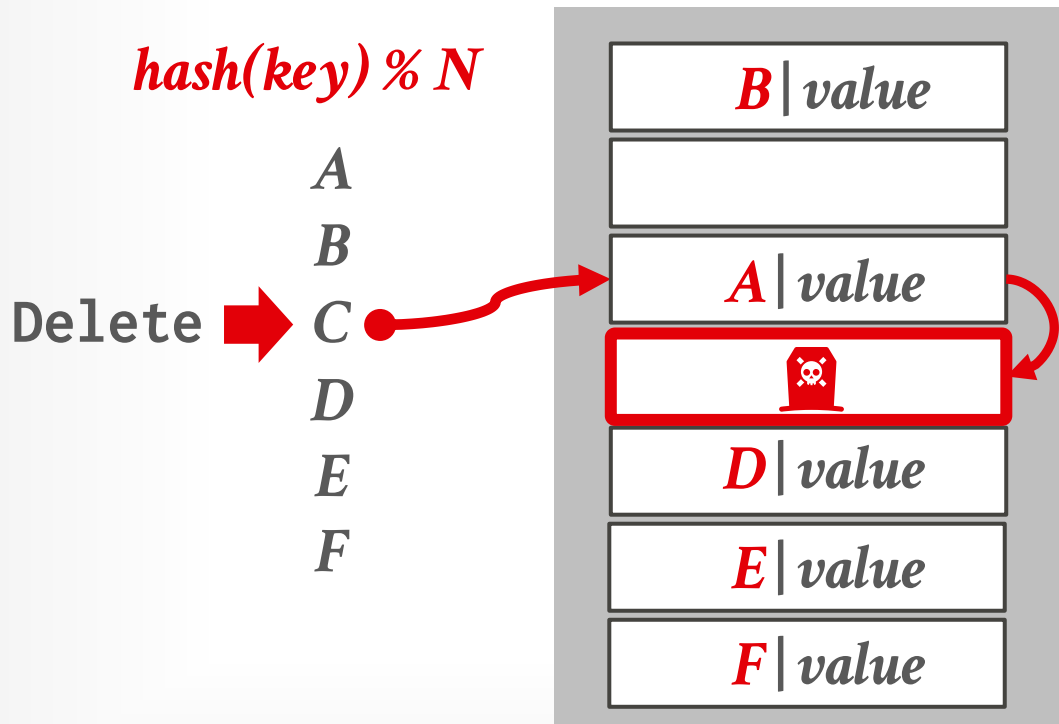 hash(key) % N
A
B
Delete C
D
E
F
B|value
A|value
D|value
E|value
F|value